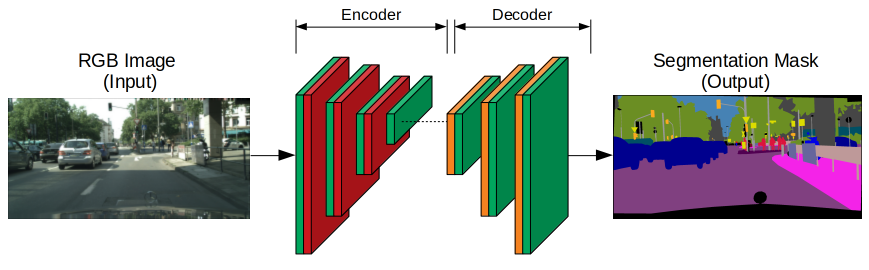 Encoder
Decoder
RGB Image
(Input)
Segmentation Mask
(Output)